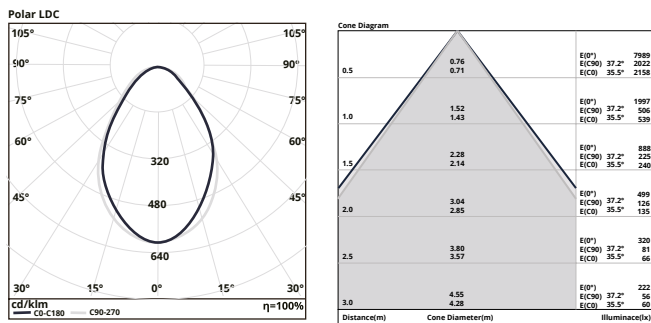 Polar LDC
105° 105°
90° 90°
75° 75°
60° 60°
320
45° 480 45°
640
30° 15° 0° 15° 30°
cd/klm η=100%
C0-C180 C90-270
Cone Diagram
E(0°) 7989
0.76 E(C90) 37.2° 2022
0.5 0.71 E(C0) 35.5° 2158
E(0°) 1997
1.52 E(C90) 37.2° 506
1.0 1.43 E(C0) 35.5° 539
E(0°) 888
2.28 E(C90) 37.2° 225
1.5 2.14 E(C0) 35.5° 240
E(0°) 499
3.04 E(C90) 37.2° 126
2.0 2.85 E(C0) 35.5° 135
E(0°) 320
3.80 E(C90) 37.2° 81
2.5 3.57 E(C0) 35.5° 66
E(0°) 222
4.55 E(C90) 37.2° 56
3.0 4.28 E(C0) 35.5° 60
Distance(m) Cone Diameter(m) Illuminace(lx)